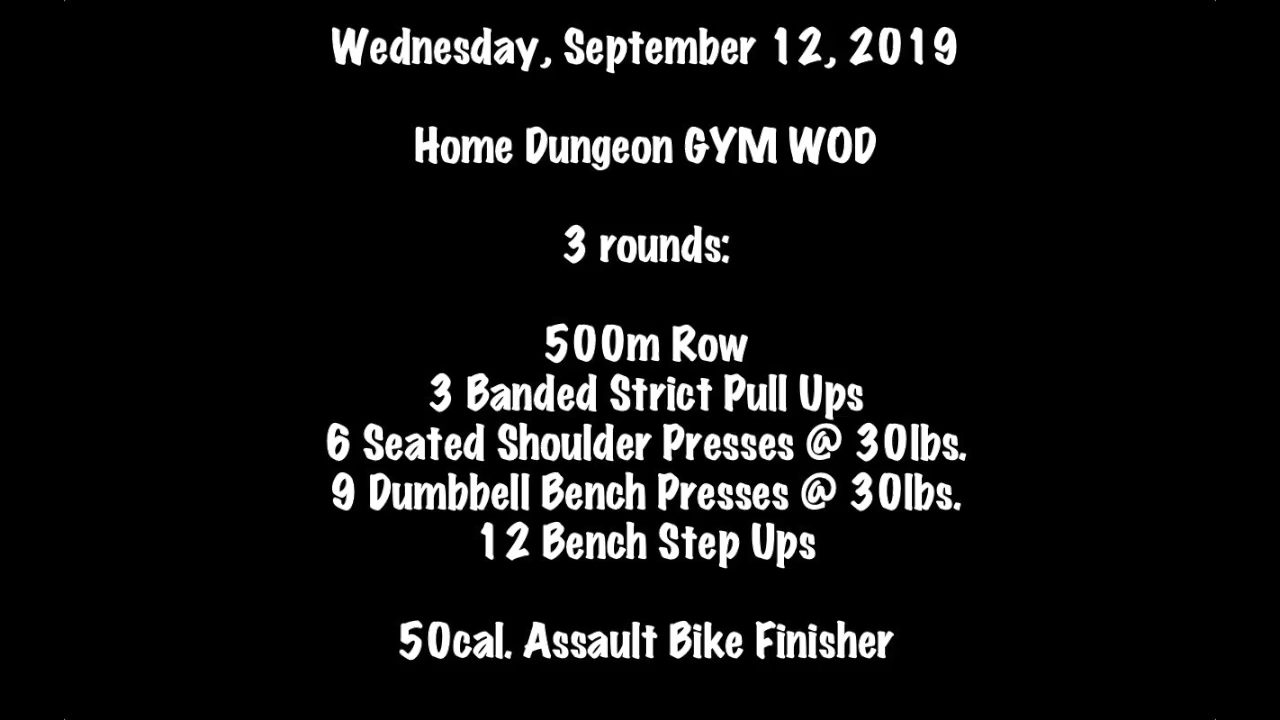 Wednesday, September 12, 2019
Home Dungeon GYM WOD
3 rounds:
500m Row
3 Banded Strict Pull Ups
6 Seated Shoulder Presses @ 30lbs.
9 Dumbbell Bench Presses @ 30lbs.
12 Bench Step Ups
50cal. Assault Bike Finisher